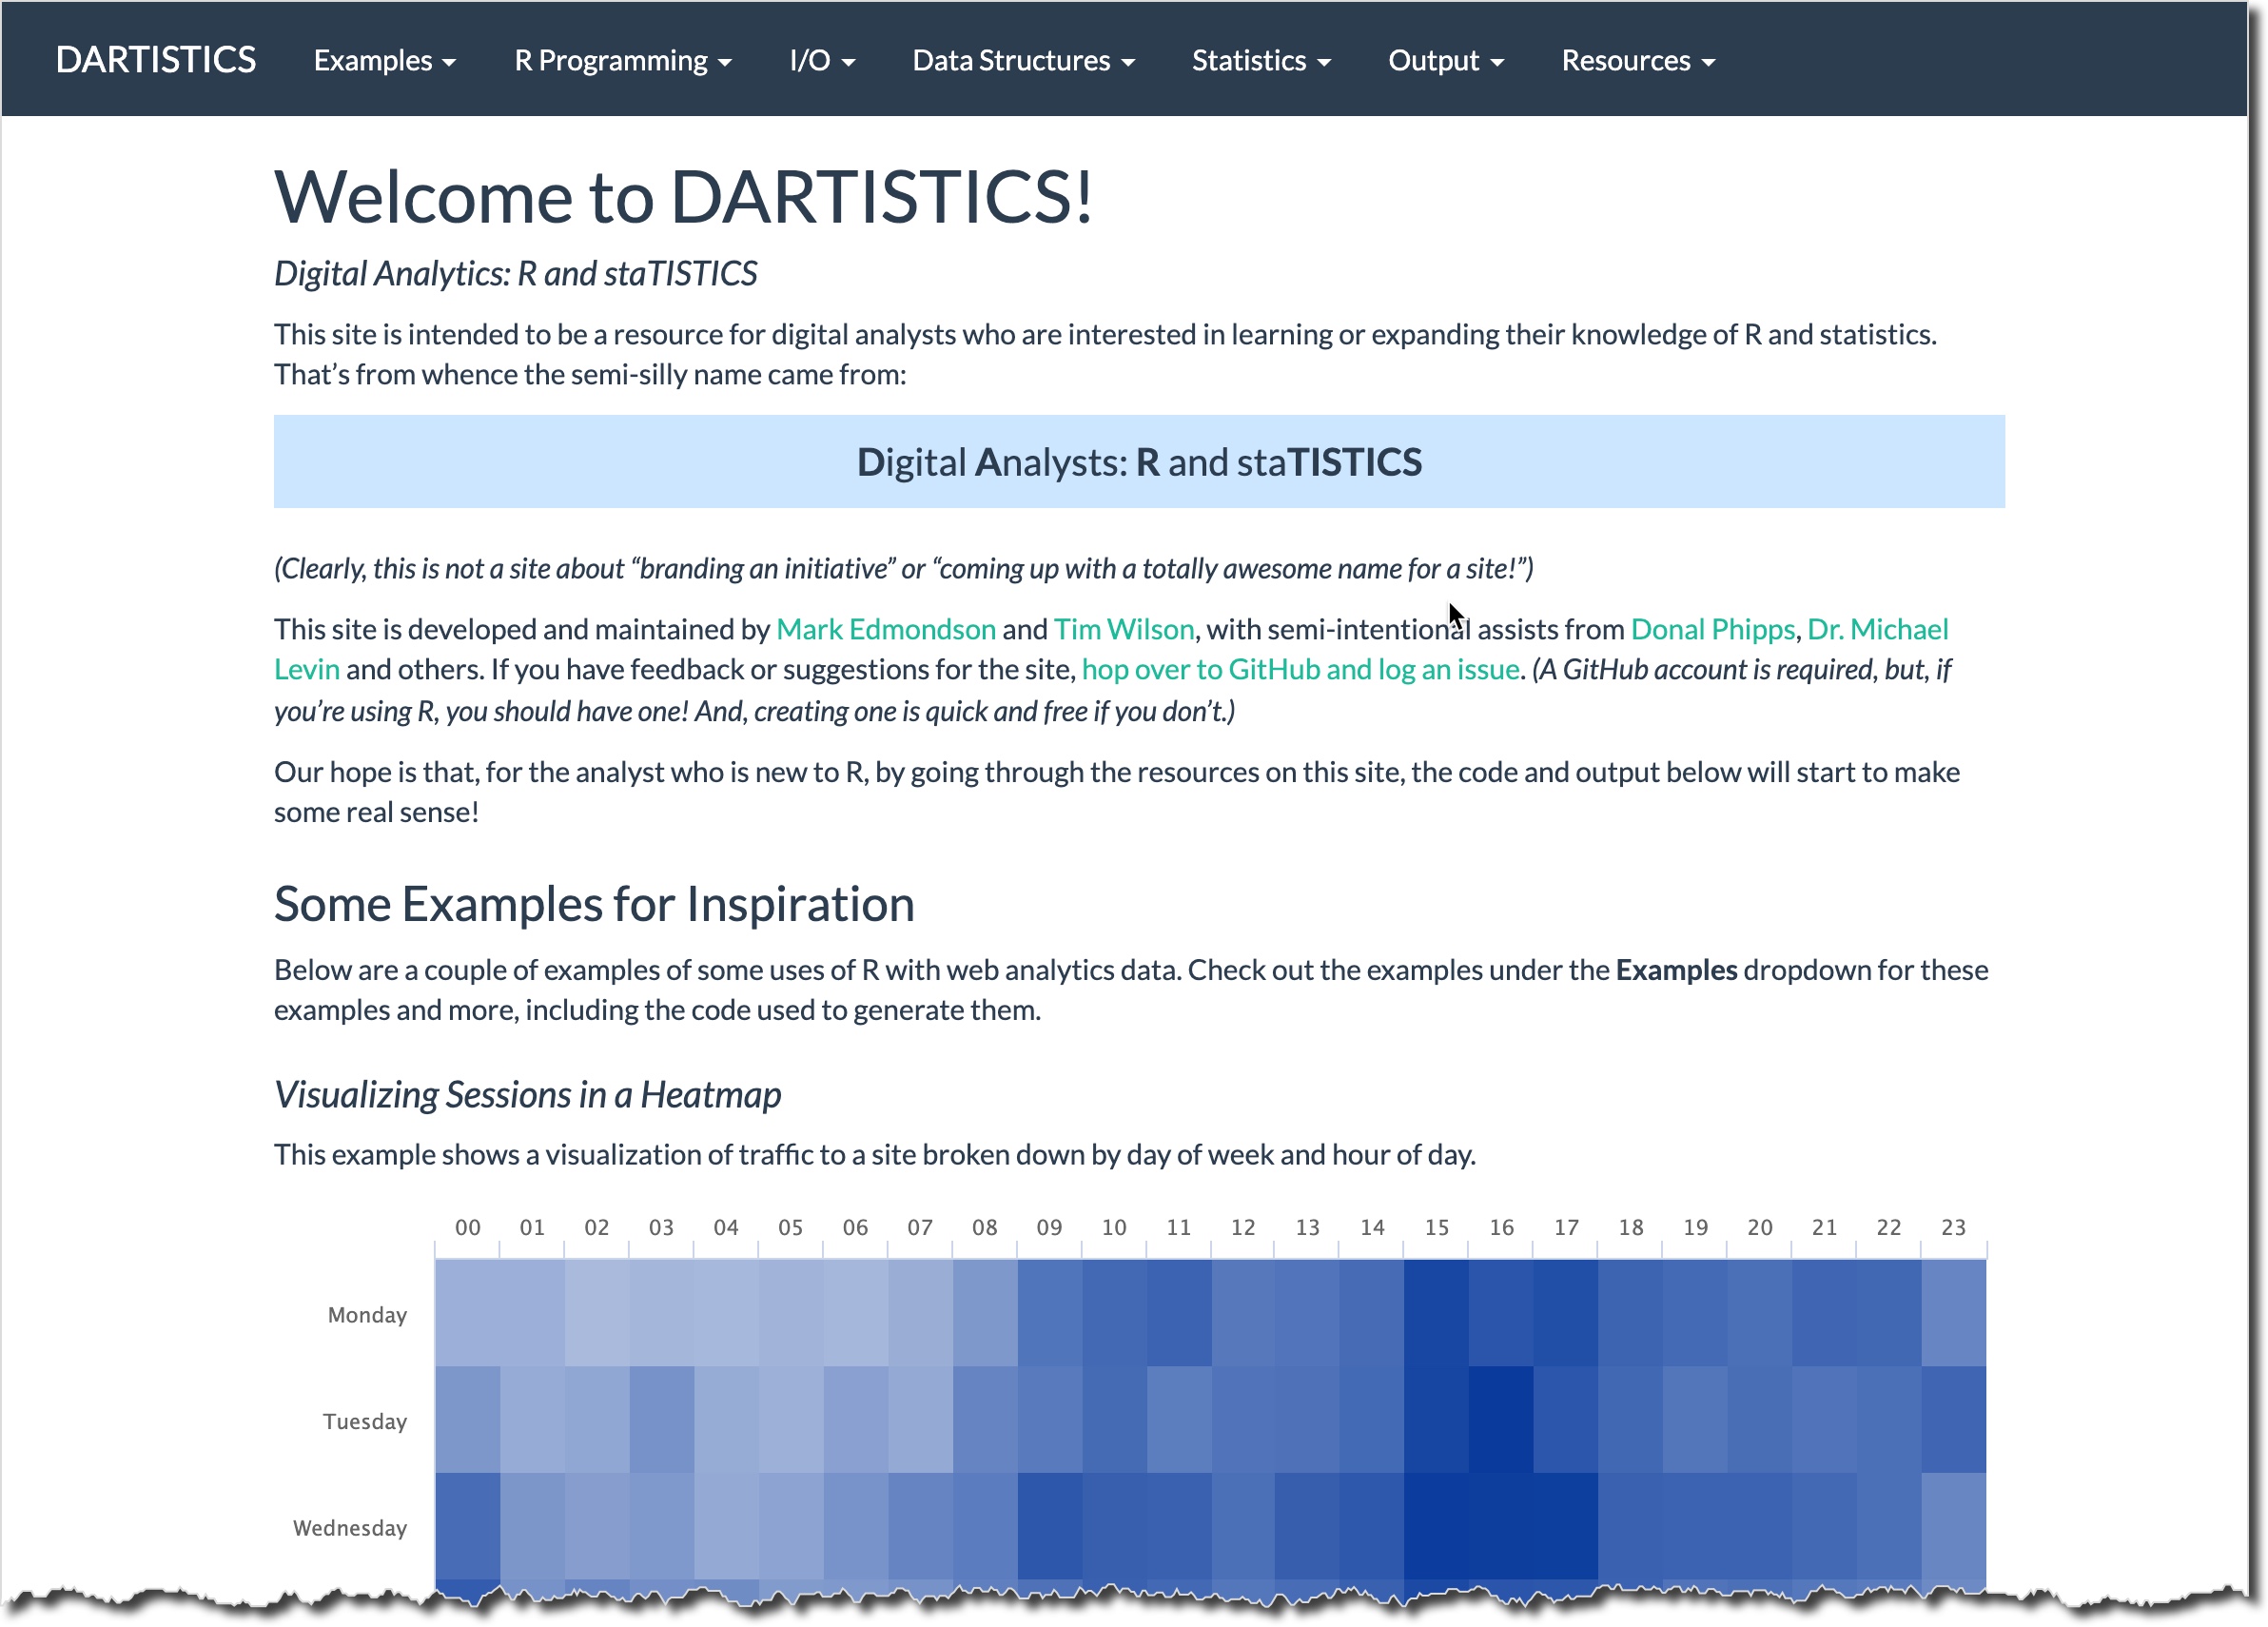 DARTISTICS Examples R Programming I/O Data Structures Statistics Output Resources
Welcome to DARTISTICS!
Digital Analytics: R and staTISTICS
This site is intended to be a resource for digital analysts who are interested in learning or expanding their knowledge of R and statistics.
That’s from whence the semi-silly name came from:
Digital Analysts: R and staTISTICS
(Clearly, this is not a site about “branding an initiative” or “coming up with a totally awesome name for a site!”)
This site is developed and maintained by Mark Edmondson and Tim Wilson, with semi-intentional assists from Donal Phipps, Dr. Michael
Levin and others. If you have feedback or suggestions for the site, hop over to GitHub and log an issue. (A GitHub account is required, but, if
you’re using R, you should have one! And, creating one is quick and free if you don’t.)
Our hope is that, for the analyst who is new to R, by going through the resources on this site, the code and output below will start to make
some real sense!
Some Examples for Inspiration
Below are a couple of examples of some uses of R with web analytics data. Check out the examples under the Examples dropdown for these
examples and more, including the code used to generate them.
Visualizing Sessions in a Heatmap
This example shows a visualization of traffic to a site broken down by day of week and hour of day.
00 01 02 03 04 05 06 07 08 09 10 11 12 13 14 15 16 17 18 19 20 21 22 23
Monday
Tuesday
Wednesday